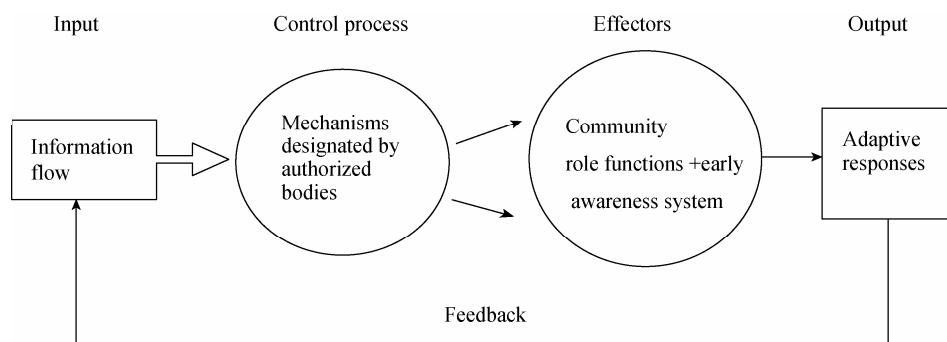 Input
Control process
Effectors
Output
Information
flow
Mechanisms
designated by
authorized
bodies
Community
role functions +early
awareness system
Adaptive
responses
Feedback